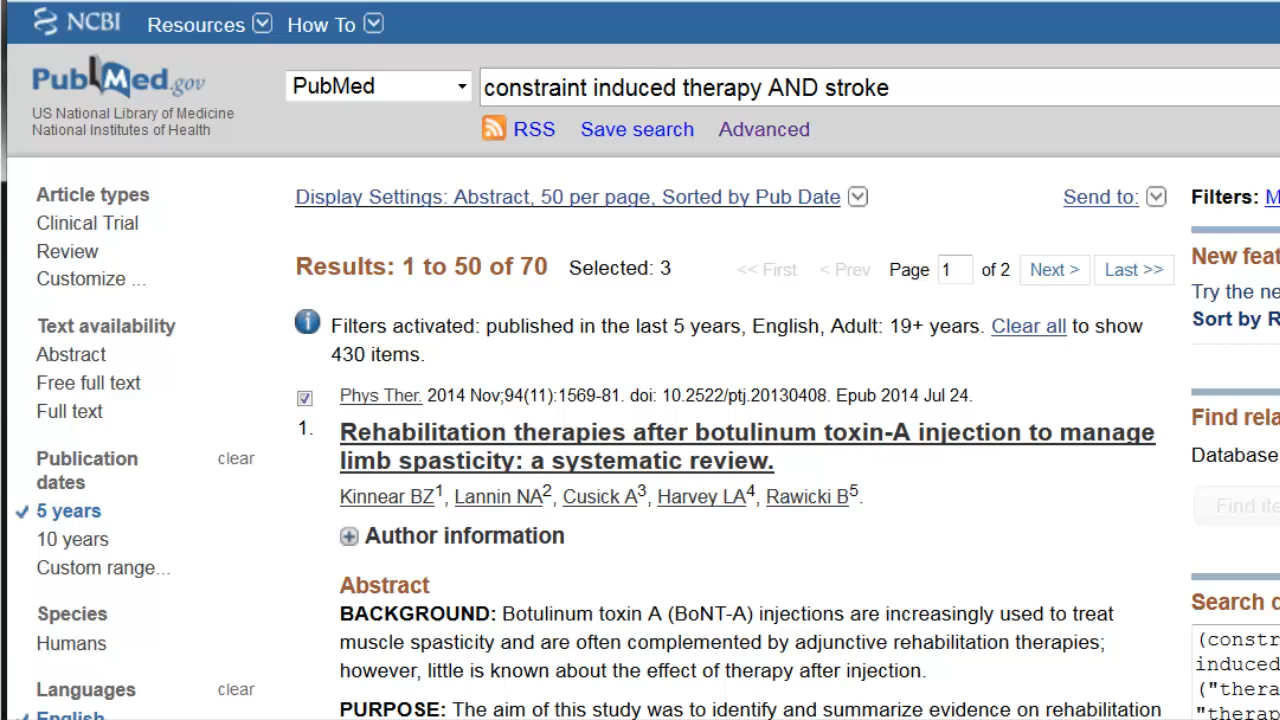 NCBI Resources How To
PubMed.gov
US National Library of Medicine
National Institutes of Health
PubMed
constraint induced therapy AND stroke
RSS Save search Advanced
Article types
Clinical Trial
Review
Customize ...
Text availability
Abstract
Free full text
Full text
Publication dates clear
5 years
10 years
Custom range...
Species
Humans
Languages clear
English
Display Settings: Abstract, 50 per page, Sorted by Pub Date Send to:
Results: 1 to 50 of 70 Selected: 3 << First < Prev Page 1 of 2 Next > Last >>
Filters activated: published in the last 5 years, English, Adult: 19+ years. Clear all to show
430 items.
Phys Ther. 2014 Nov;94(11):1569-81. doi: 10.2522/ptj.20130408. Epub 2014 Jul 24.
1. Rehabilitation therapies after botulinum toxin-A injection to manage
limb spasticity: a systematic review.
Kinnear BZ1, Lannin NA2, Cusick A3, Harvey LA4, Rawicki B5.
Author information
Abstract
BACKGROUND: Botulinum toxin A (BoNT-A) injections are increasingly used to treat
muscle spasticity and are often complemented by adjunctive rehabilitation therapies;
however, little is known about the effect of therapy after injection.
PURPOSE: The aim of this study was to identify and summarize evidence on rehabilitation
Filters: M
New feat
Try the ne
Sort by R
Find rela
Database
Find ite
Search d
(constr
induced
("thera
"therap